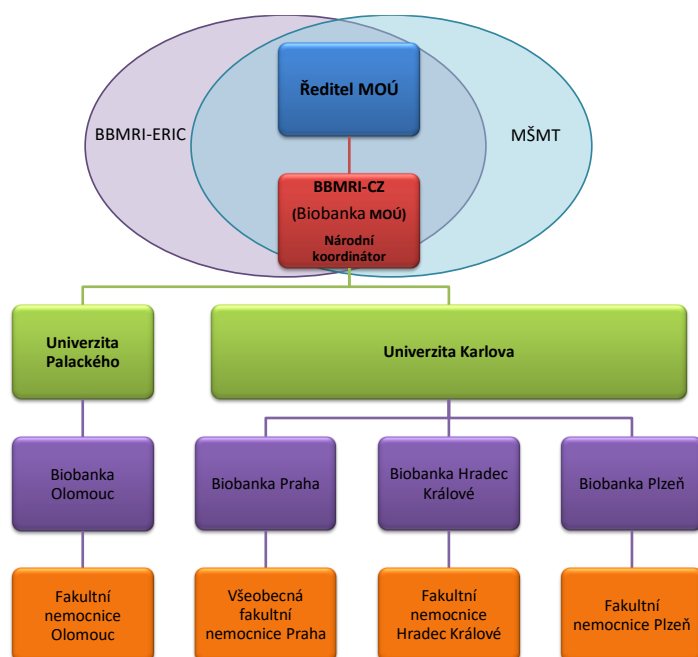 Ředitel MOÚ
BBMRI-ERIC
MŠMT
BBMRI-CZ
(Biobanka MOÚ)
Národní
koordinátor
Univerzita
Palackého
Univerzita Karlova
Biobanka
Olomouc
Biobanka Praha
Biobanka Hradec
Králové
Biobanka Plzeň
Fakultní
nemocnice
Olomouc
Všeobecná
fakultní
nemocnice Praha
Fakultní
nemocnice
Hradec Králové
Fakultní
nemocnice Plzeň